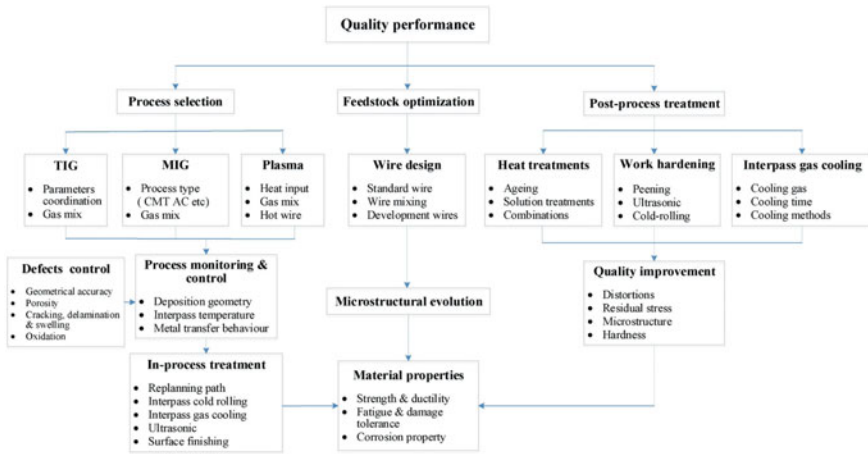 Quality performance
Process selection
Feedstock optimization
Post-process treatment
TIG
• Parameters
coordination
• Gas mix
MIG
• Process type
( CMT AC etc)
• Gas mix
Plasma
• Heat input
• Gas mix
• Hot wire
Wire design
• Standard wire
• Wire mixing
• Development wires
Heat treatments
• Ageing
• Solution treatments
• Combinations
Work hardening
• Peening
• Ultrasonic
• Cold-rolling
Interpass gas cooling
• Cooling gas
• Cooling time
• Cooling methods
Defects control
• Geometrical accuracy
• Porosity
• Cracking, delamination
& swelling
• Oxidation
Process monitoring &
control
• Deposition geometry
• Interpass temperature
• Metal transfer behaviour
Microstructural evolution
Quality improvement
• Distortions
• Residual stress
• Microstructure
• Hardness
In-process treatment
• Replanning path
• Interpass cold rolling
• Interpass gas cooling
• Ultrasonic
• Surface finishing
Material properties
• Strength & ductility
• Fatigue & damage
tolerance
• Corrosion property